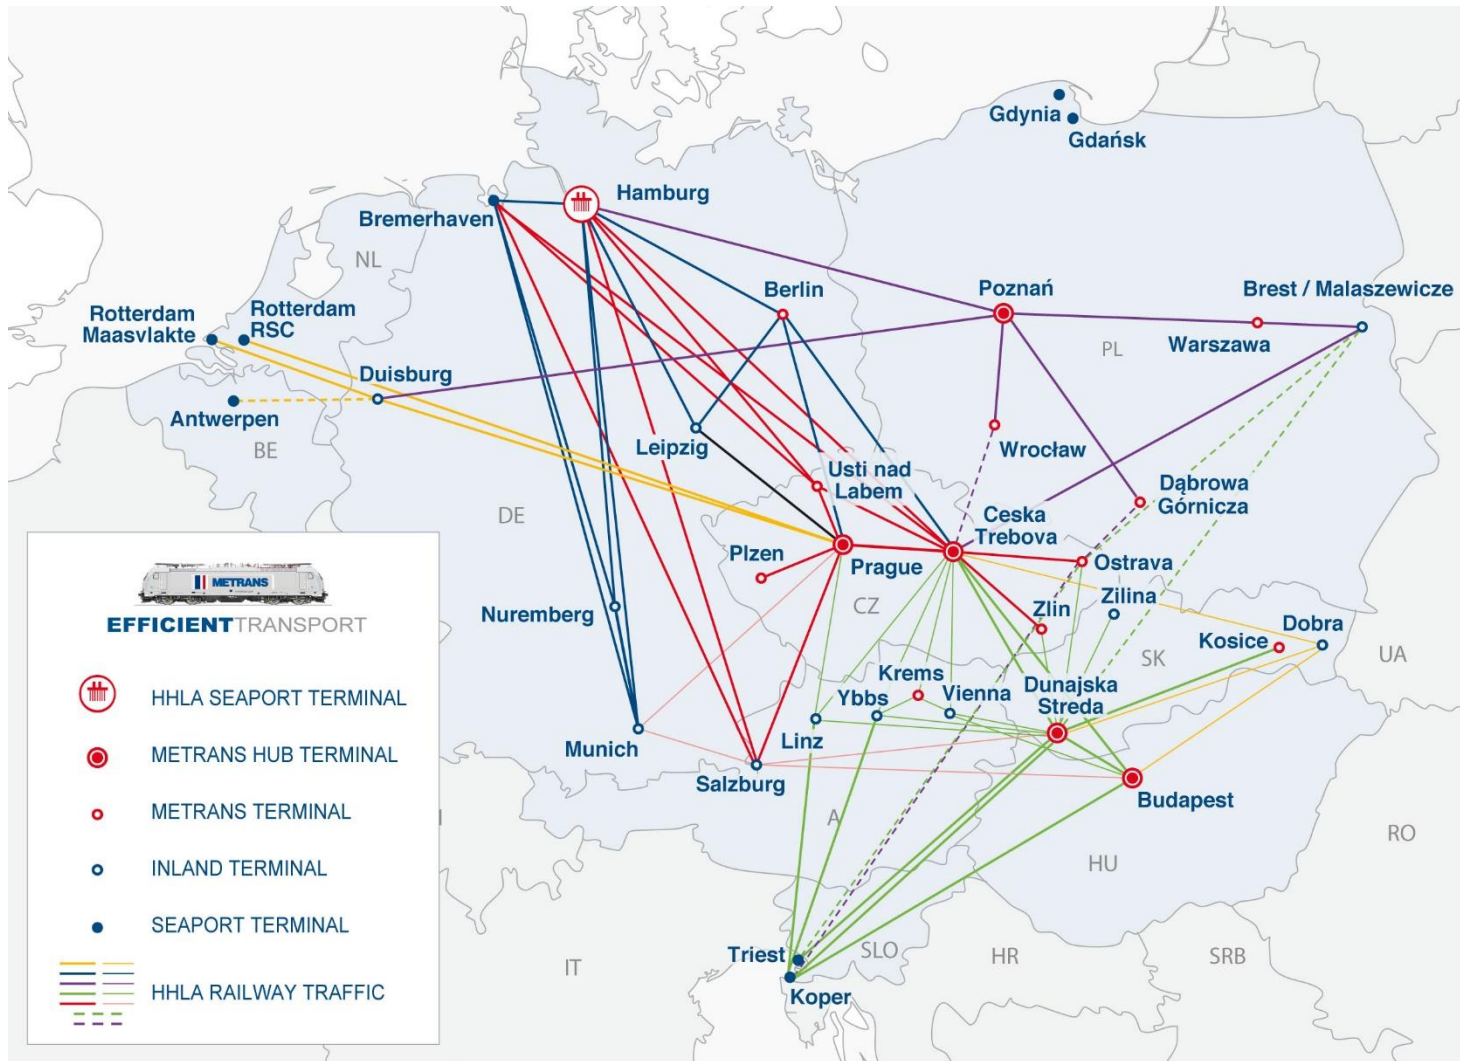 Gdynia
Gdańsk
Hamburg
Bremerhaven
NL
Berlin
Poznań
Brest / Malaszewicze
Rotterdam
Maasvlakte
Rotterdam
RSC
Warszawa
PL
Duisburg
Antwerpen
BE
Leipzig
Wrocław
Usti nad
Labem
Dąbrowa
Górnicza
DE
Ceska
Trebova
Plzen
Prague
Ostrava
CZ
Zlin
Zilina
Nuremberg
Kosice
Dobra
SK
UA
Krems
Ybbs
Vienna
Dunajska
Streda
Munich
Linz
Salzburg
Budapest
A
RO
HU
Triest
SLO
HR
SRB
IT
Koper
METRANS
EFFICIENTTRANSPORT
HHLA SEAPORT TERMINAL
METRANS HUB TERMINAL
METRANS TERMINAL
INLAND TERMINAL
SEAPORT TERMINAL
HHLA RAILWAY TRAFFIC